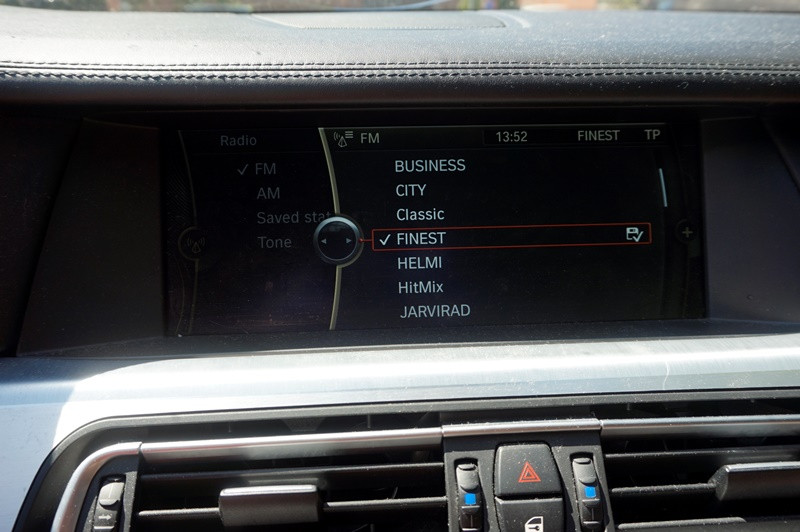 Radio
FM 13:52 FINEST TP
FM
AM
Saved stat
Tone
BUSINESS
CITY
Classic
FINEST
HELMI
HitMix
JARVIRAD